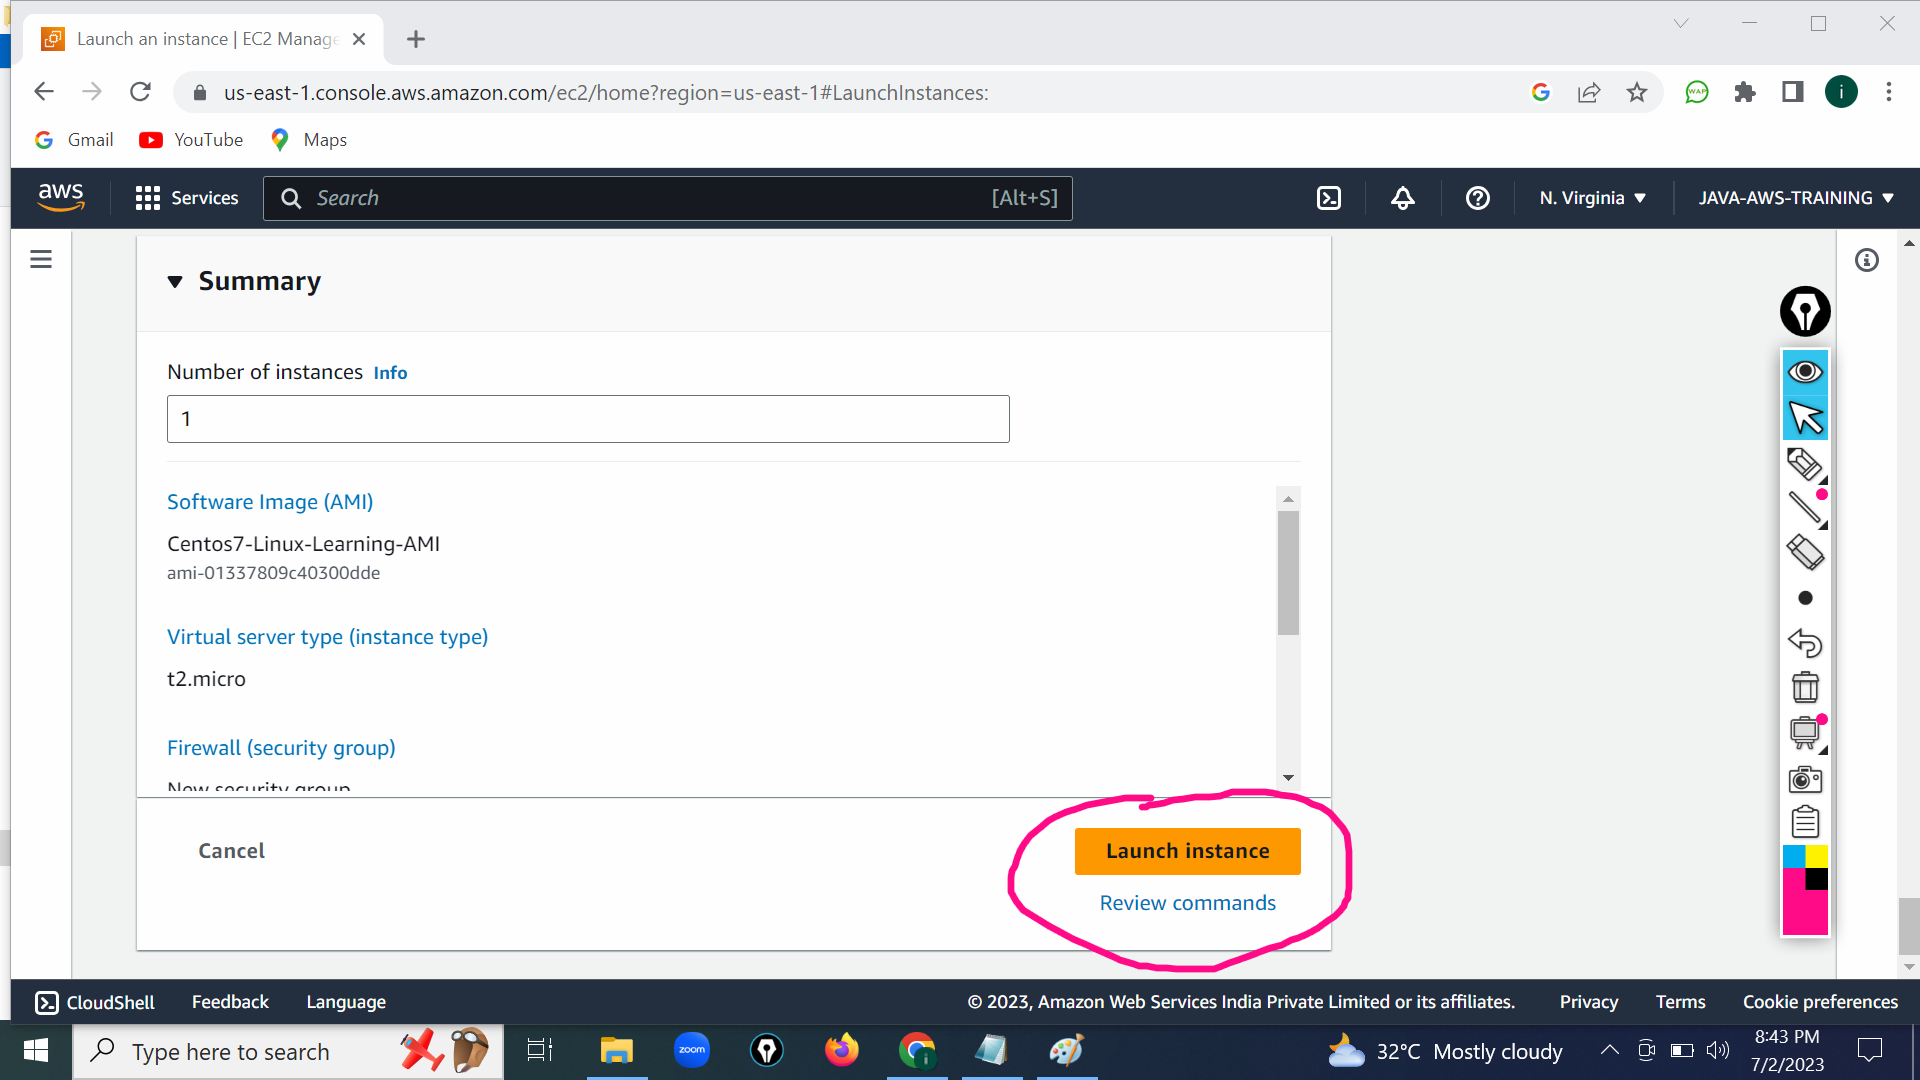 Launch an instance | EC2 Manage
us-east-1.console.aws.amazon.com/ec2/home?region=us-east-1#LaunchInstances:
WAP
i
Gmail
YouTube
Maps
aws
Services
Search
[Alt+S]
N. Virginia
JAVA-AWS-TRAINING
Summary
Number of instances Info
1
Software Image (AMI)
Centos7-Linux-Learning-AMI
ami-01337809c40300dde
Virtual server type (instance type)
t2.micro
Firewall (security group)
New security group
Cancel
Launch instance
Review commands
CloudShell
Feedback
Language
© 2023, Amazon Web Services India Private Limited or its affiliates.
Privacy
Terms
Cookie preferences
Type here to search
zoom
i
32°C Mostly cloudy
8:43 PM
7/2/2023